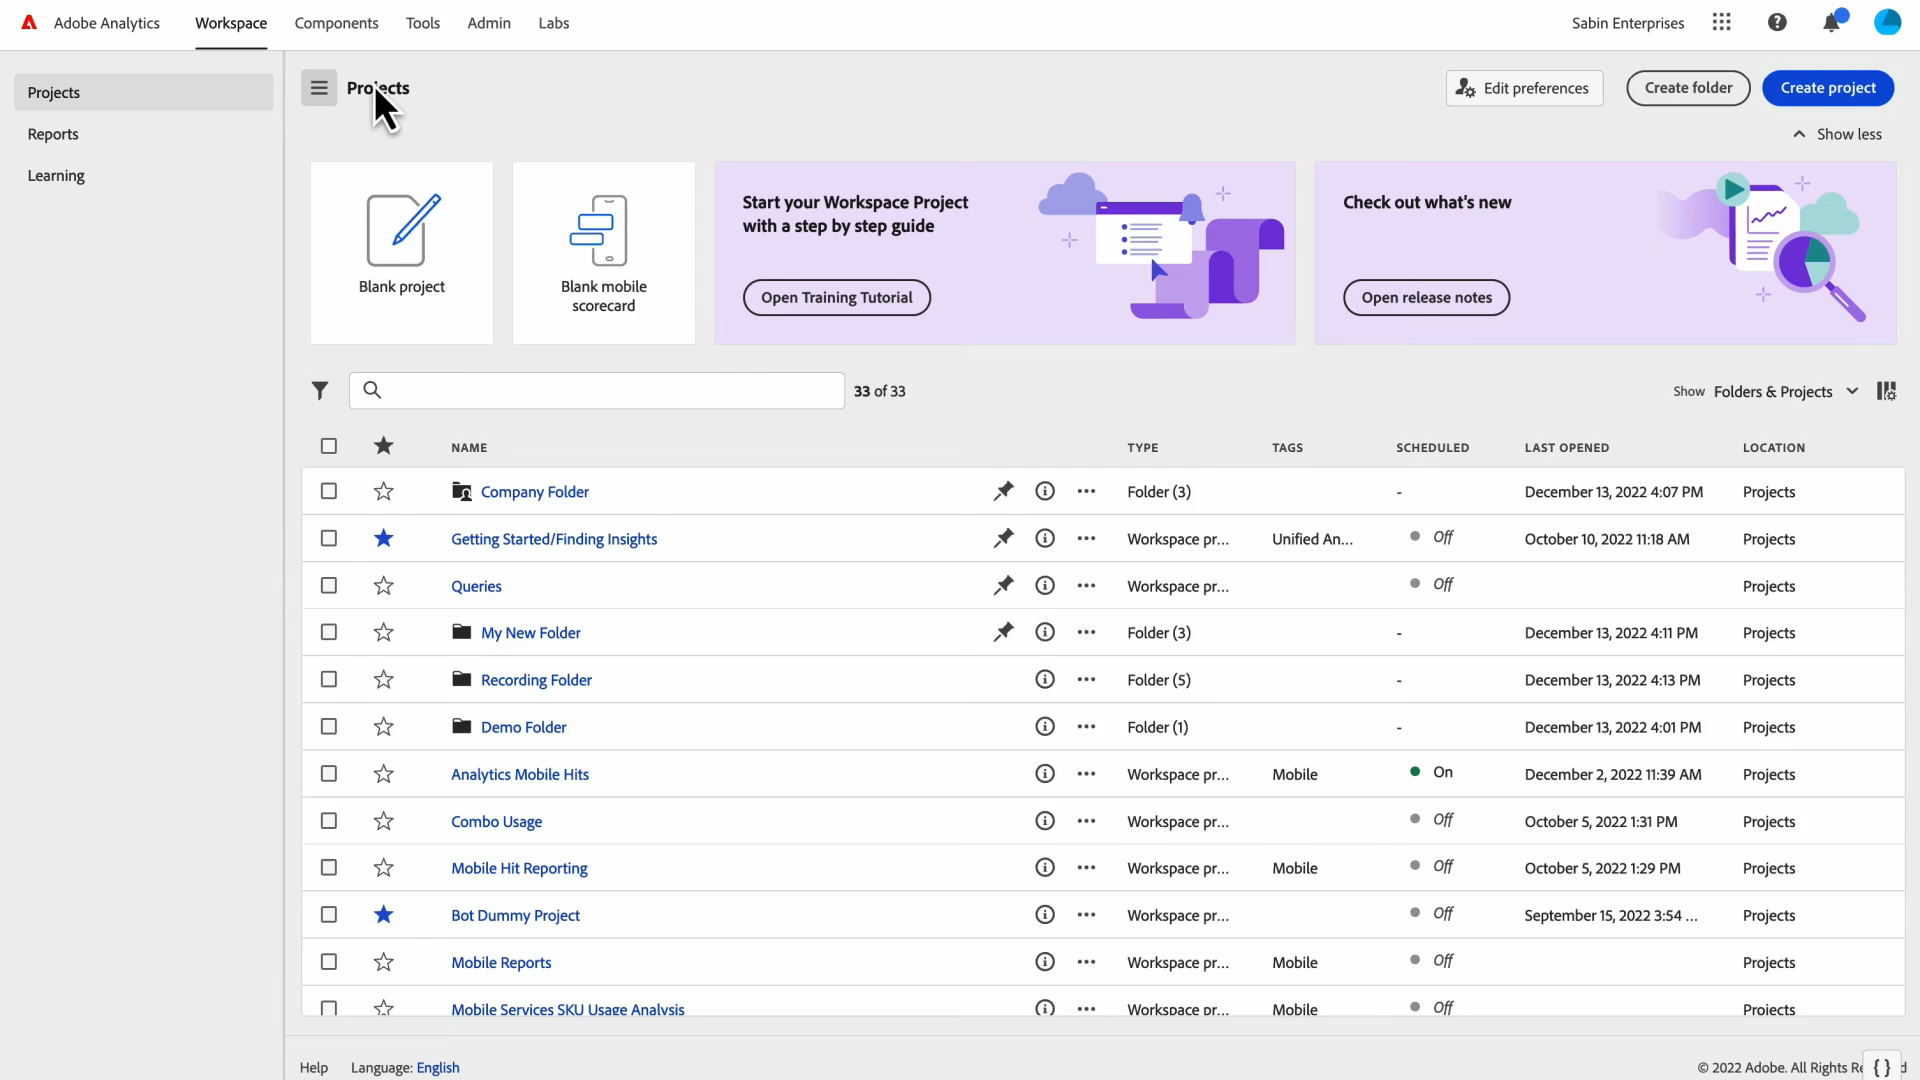 Adobe Analytics Workspace Components Tools Admin Labs Sabin Enterprises
Projects
Reports
Learning
Projects Edit preferences Create folder Create project
Show less
Blank project
Blank mobile
scorecard
Start your Workspace Project
with a step by step guide
Open Training Tutorial
Check out what's new
Open release notes
33 of 33 Show Folders & Projects
NAME TYPE TAGS SCHEDULED LAST OPENED LOCATION
Company Folder Folder (3) - December 13, 2022 4:07 PM Projects
Getting Started/Finding Insights Workspace pr... Unified An... Off October 10, 2022 11:18 AM Projects
Queries Workspace pr... Off Projects
My New Folder Folder (3) - December 13, 2022 4:11 PM Projects
Recording Folder Folder (5) - December 13, 2022 4:13 PM Projects
Demo Folder Folder (1) - December 13, 2022 4:01 PM Projects
Analytics Mobile Hits Workspace pr... Mobile On December 2, 2022 11:39 AM Projects
Combo Usage Workspace pr... Off October 5, 2022 1:31 PM Projects
Mobile Hit Reporting Workspace pr... Mobile Off October 5, 2022 1:29 PM Projects
Bot Dummy Project Workspace pr... Off September 15, 2022 3:54 ... Projects
Mobile Reports Workspace pr... Mobile Off Projects
Mobile Services SKU Usage Analysis Workspace pr... Mobile Off Projects
Help Language: English © 2022 Adobe. All Rights